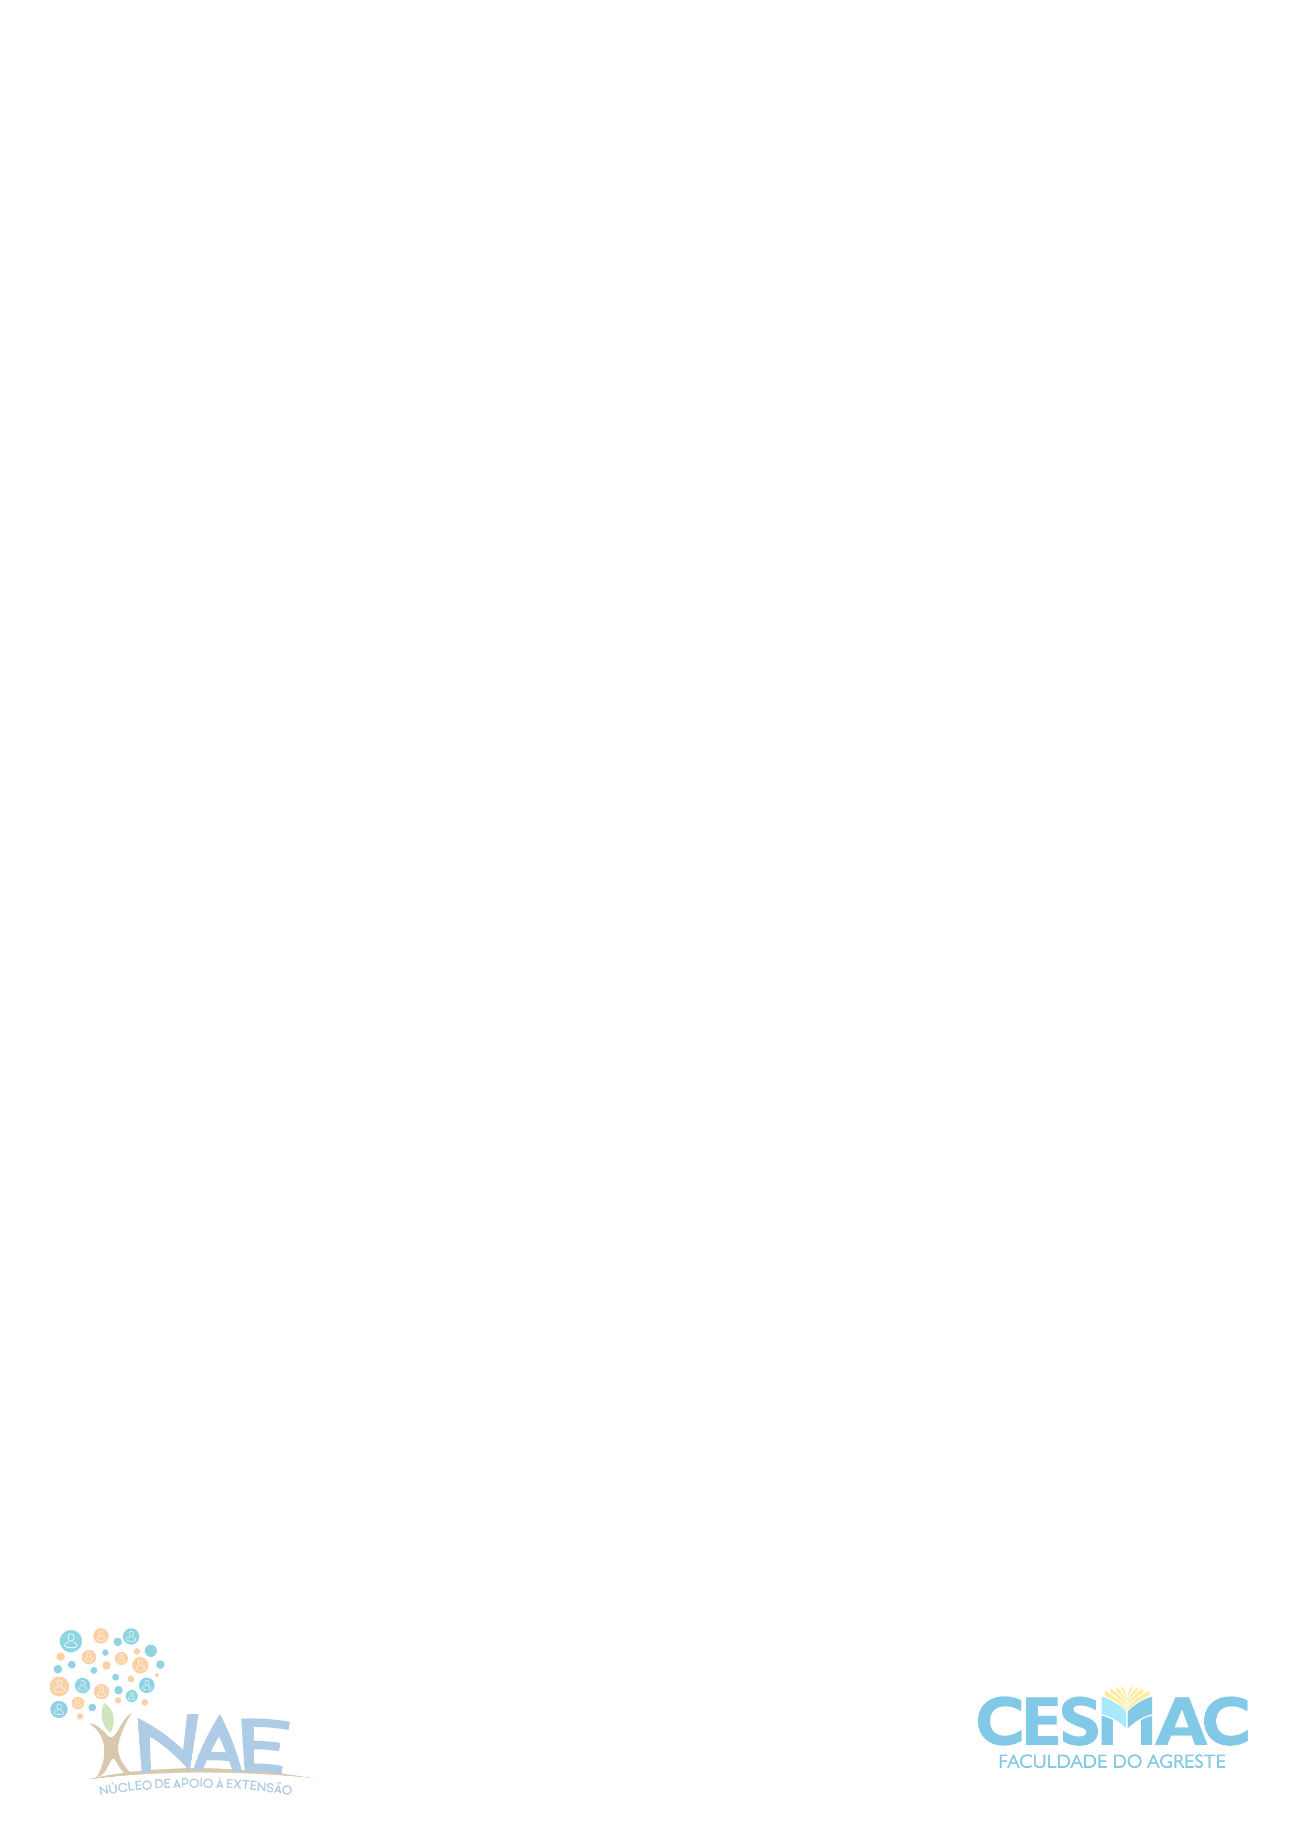 NAE
NÚCLEO DE APOIO À EXTENSÃO
CESMAC
FACULDADE DO AGRESTE